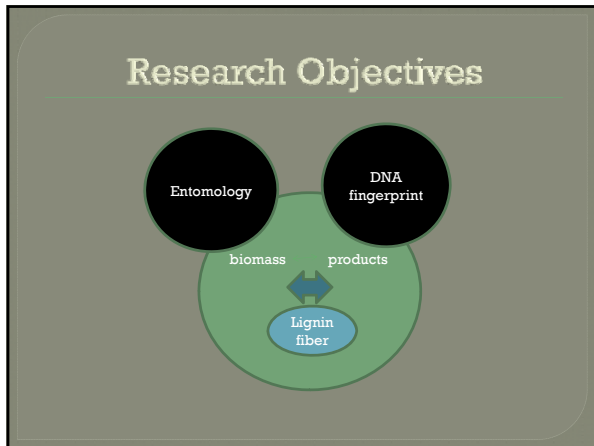 Research Objectives
Entomology
DNA
fingerprint
biomass products
Lignin
fiber